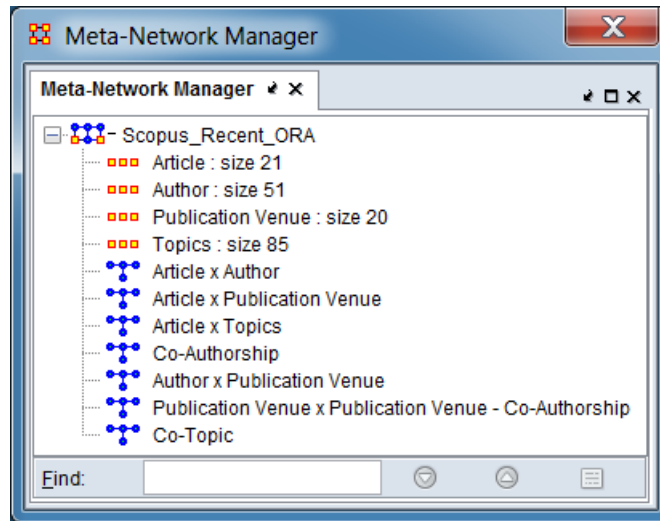 Meta-Network Manager
Meta-Network Manager
Scopus_Recent_ORA
Article : size 21
Author : size 51
Publication Venue : size 20
Topics : size 85
Article x Author
Article x Publication Venue
Article x Topics
Co-Authorship
Author x Publication Venue
Publication Venue x Publication Venue - Co-Authorship
Co-Topic
Find: